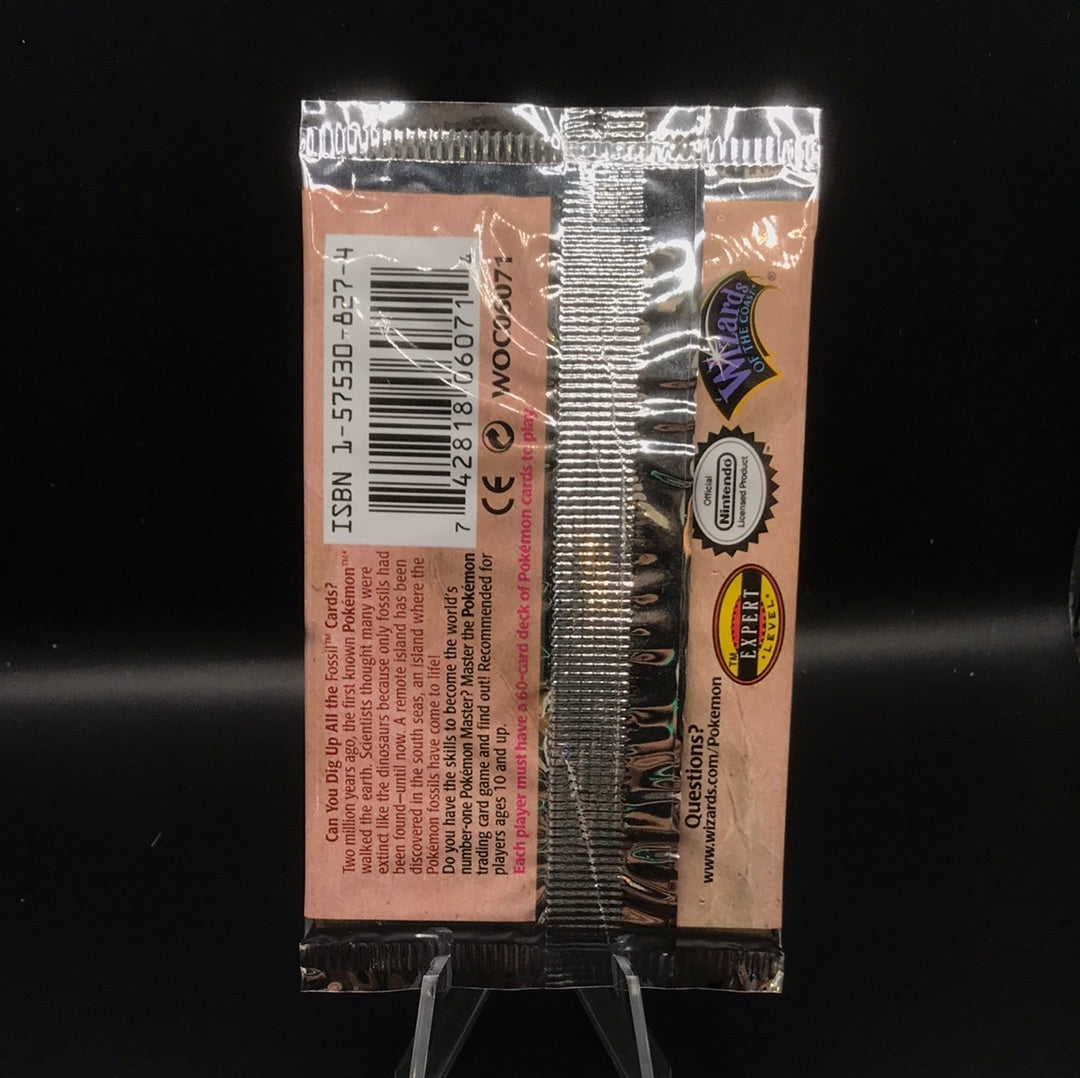 Can You Dig Up All the Fossil™ Cards?
Two million years ago, the first known Pokémon™
walked the earth. Scientists thought many were
extinct like the dinosaurs because only fossils had
been found—until now. A remote island has been
discovered in the south seas, an island where the
Pokémon fossils have come to life!
Do you have the skills to become the world's
number-one Pokémon Master? Master the Pokémon
trading card game and find out! Recommended for
players ages 10 and up.
Each player must have a 60-card deck of Pokémon cards to play.
ISBN 1-57530-827-4
7 42818 06071 4
CE WOC06071
Questions?
www.wizards.com/Pokemon
TM
EXPERT
LEVEL
Official
Nintendo
Licensed Product
Wizards
OF THE COAST
®